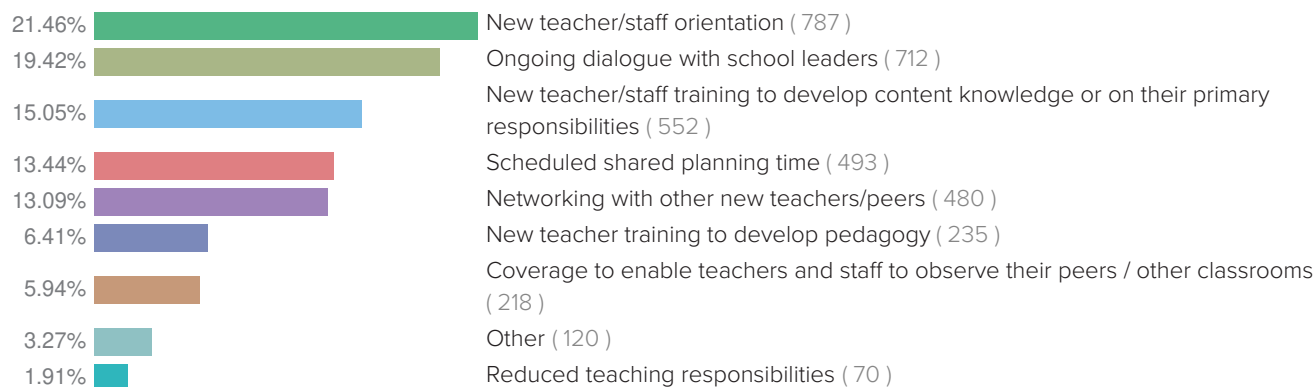 21.46% New teacher/staff orientation ( 787 )
19.42% Ongoing dialogue with school leaders ( 712 )
15.05% New teacher/staff training to develop content knowledge or on their primary
responsibilities ( 552 )
13.44% Scheduled shared planning time ( 493 )
13.09% Networking with other new teachers/peers ( 480 )
6.41% New teacher training to develop pedagogy ( 235 )
5.94% Coverage to enable teachers and staff to observe their peers / other classrooms
( 218 )
3.27% Other ( 120 )
1.91% Reduced teaching responsibilities ( 70 )